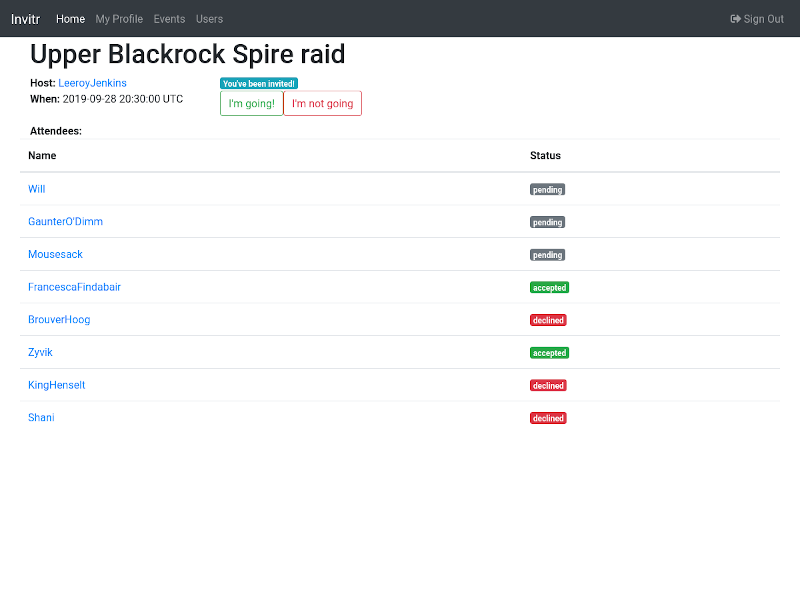 Invitr Home My Profile Events Users Sign Out
Upper Blackrock Spire raid
Host: LeeroyJenkins
When: 2019-09-28 20:30:00 UTC
You've been invited!
I'm going! I'm not going
Attendees:
Name Status
Will pending
GaunterO'Dimm pending
Mousesack pending
FrancescaFindabair accepted
BrouverHoog declined
Zyvik accepted
KingHenselt declined
Shani declined